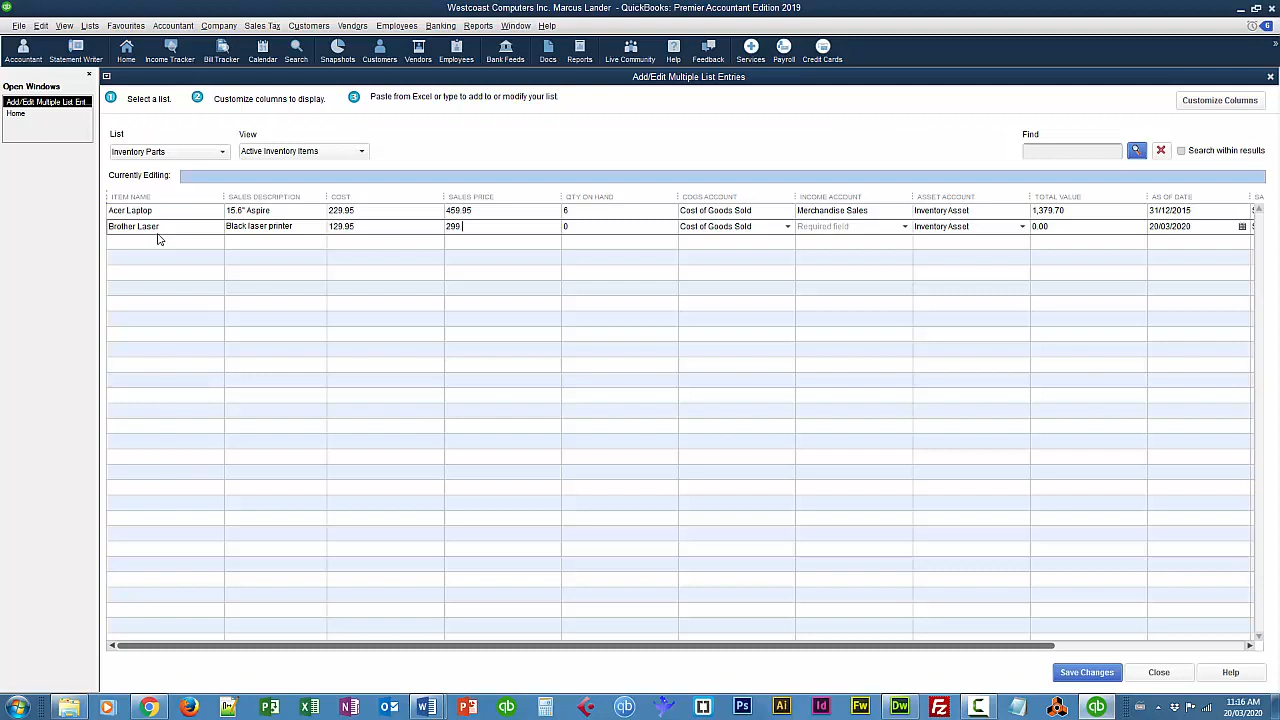 Westcoast Computers Inc. Marcus Lander - QuickBooks: Premier Accountant Edition 2019
File Edit View Lists Favourites Accountant Company Sales Tax Customers Vendors Employees Banking Reports Window Help
6
Accountant Statement Writer Home Income Tracker Bill Tracker Calendar Search Snapshots Customers Vendors Employees Bank Feeds Docs Reports Live Community Help Feedback Services Payroll Credit Cards
Add/Edit Multiple List Entries
Open Windows
Add/Edit Multiple List Ent...
Home
1 Select a list. 2 Customize columns to display. 3 Paste from Excel or type to add to or modify your list.
Customize Columns
List View Find
Inventory Parts Active Inventory Items Search within results
Currently Editing:
ITEM NAME SALES DESCRIPTION COST SALES PRICE QTY ON HAND COGS ACCOUNT INCOME ACCOUNT ASSET ACCOUNT TOTAL VALUE AS OF DATE SA
Acer Laptop 15.6" Aspire 229.95 459.95 6 Cost of Goods Sold Merchandise Sales Inventory Asset 1,379.70 31/12/2015
Brother Laser Black laser printer 129.95 299 0 Cost of Goods Sold Required field Inventory Asset 0.00 20/03/2020
Save Changes Close Help
11:16 AM
20/03/2020